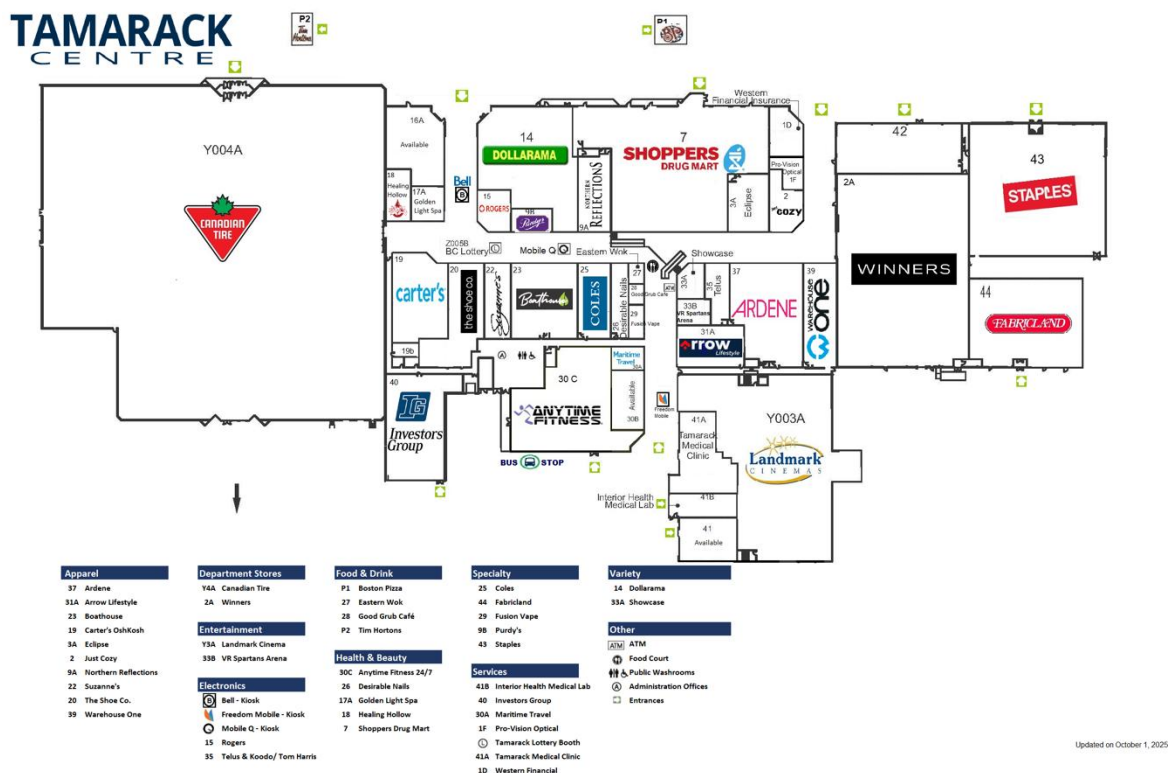 TAMARACK
CENTRE
P2
Tim Hortons
P1
BP
Western
Financial Insurance
Y004A
CANADIAN
TIRE
16A
Available
18
Healing
Hollow
17A
Golden
Light Spa
Bell
B
14
DOLLARAMA
15
ROGERS
9B
Purdys
NORTHERN
REFLECTIONS
9A
7
SHOPPERS
DRUG MART
3A
Eclipse
1D
Pro-Vision
Optical
1F
2
Just
COZY
42
2A
WINNERS
43
STAPLES
44
FABRICLAND
Z005B
BC Lottery
L
Mobile Q
Q
Eastern Wok
Showcase
19
carter's
19b
20
the shoe co.
22
Suzanne's
23
Boathouse
25
COLES
26
Desirable Nails
27
28
Good Grub Cafe
29
Fusion Vape
ATM
33A
35
Telus
33B
VR Spartans
Arena
31A
Arrow
Lifestyle
37
ARDENE
39
WAREHOUSE
One
40
IG
Investors
Group
A
30 C
ANYTIME
FITNESS
Maritime
Travel
30A
Available
30B
BUS STOP
Freedom
Mobile
41A
Tamarack
Medical
Clinic
Y003A
Landmark
CINEMAS
Interior Health
Medical Lab
41B
41
Available
Apparel
37 Ardene
31A Arrow Lifestyle
23 Boathouse
19 Carter's OshKosh
3A Eclipse
2 Just Cozy
9A Northern Reflections
22 Suzanne's
20 The Shoe Co.
39 Warehouse One
Department Stores
Y4A Canadian Tire
2A Winners
Entertainment
Y3A Landmark Cinema
33B VR Spartans Arena
Electronics
B Bell - Kiosk
Freedom Mobile - Kiosk
Q Mobile Q - Kiosk
15 Rogers
35 Telus & Koodo/ Tom Harris
Food & Drink
P1 Boston Pizza
27 Eastern Wok
28 Good Grub Café
P2 Tim Hortons
Health & Beauty
30C Anytime Fitness 24/7
26 Desirable Nails
17A Golden Light Spa
18 Healing Hollow
7 Shoppers Drug Mart
Specialty
25 Coles
44 Fabricland
29 Fusion Vape
9B Purdy's
43 Staples
Services
41B Interior Health Medical Lab
40 Investors Group
30A Maritime Travel
1F Pro-Vision Optical
L Tamarack Lottery Booth
41A Tamarack Medical Clinic
1D Western Financial
Variety
14 Dollarama
33A Showcase
Other
ATM ATM
Food Court
Public Washrooms
A Administration Offices
Entrances
Updated on October 1, 2025